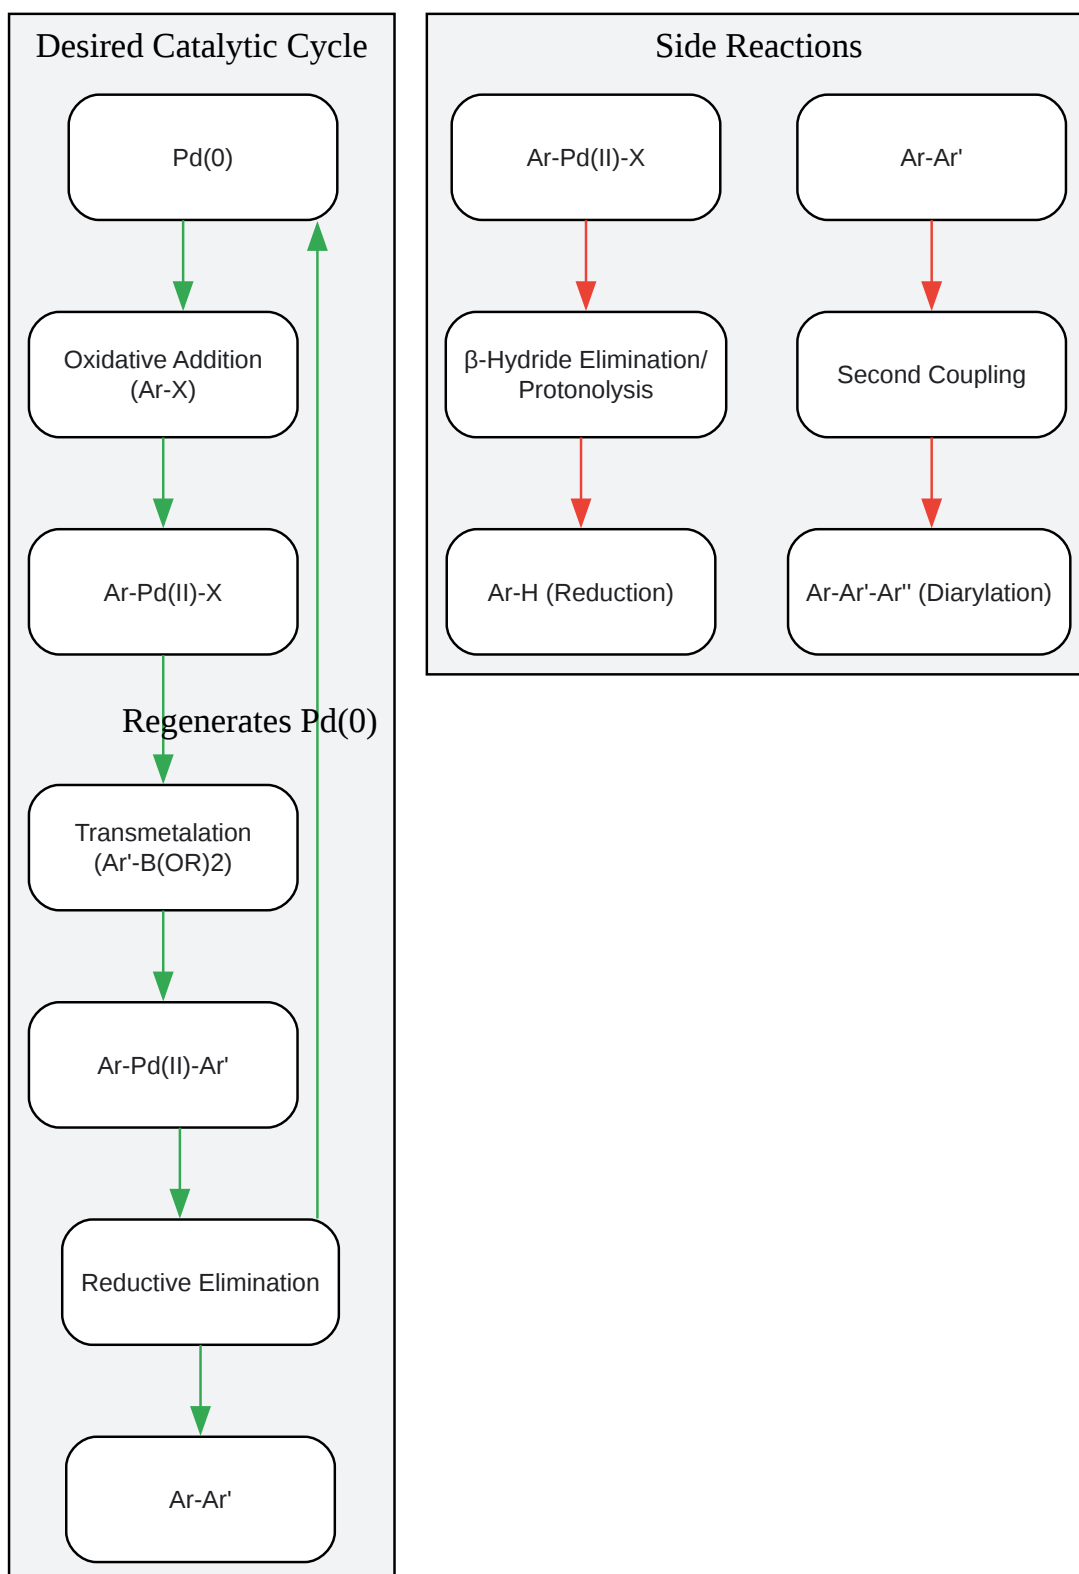 Desired Catalytic Cycle
Pd(0)
Oxidative Addition
(Ar-X)
Ar-Pd(II)-X
Regenerates Pd(0)
Transmetalation
(Ar'-B(OR)2)
Ar-Pd(II)-Ar'
Reductive Elimination
Ar-Ar'
Side Reactions
Ar-Pd(II)-X
β-Hydride Elimination/
Protonolysis
Ar-H (Reduction)
Ar-Ar'
Second Coupling
Ar-Ar'-Ar'' (Diarylation)